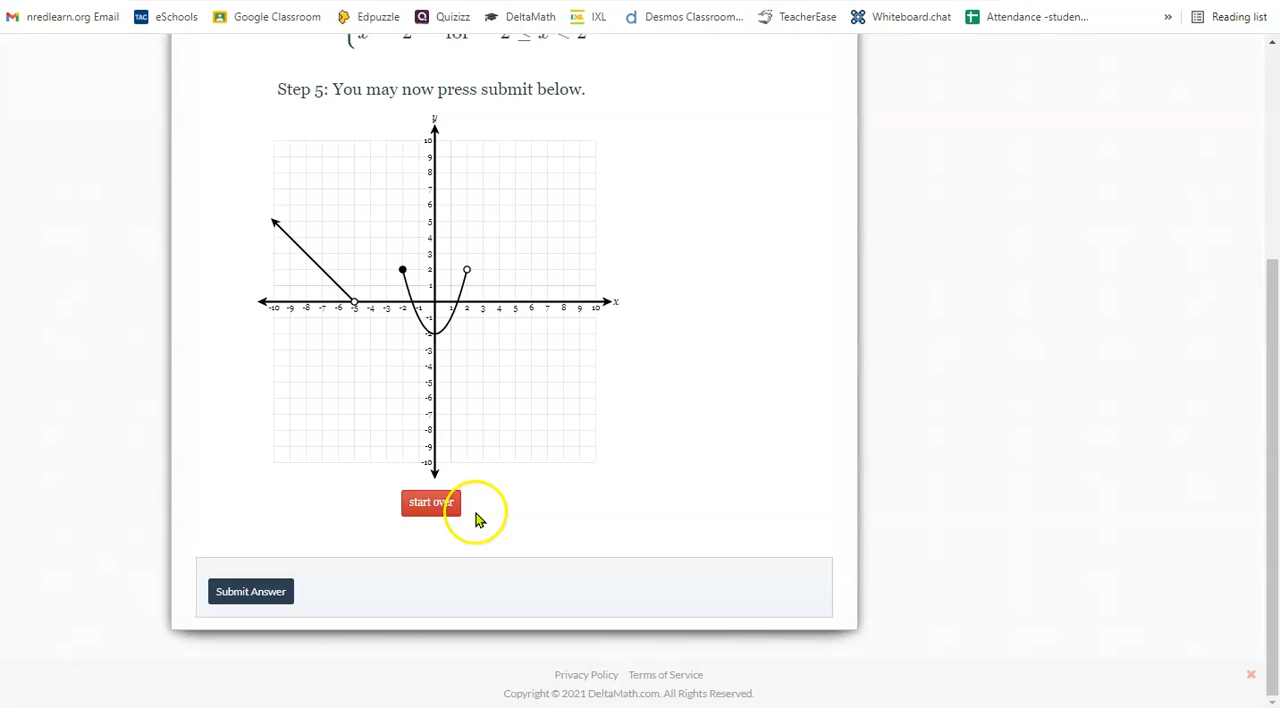 nredlearn.org Email eSchools Google Classroom Edpuzzle Quizizz DeltaMath IXL Desmos Classroom... TeacherEase Whiteboard.chat Attendance -studen... » Reading list
for
Step 5: You may now press submit below.
y
10
9
8
7
6
5
4
3
2
1
-10 -9 -8 -7 -6 -5 -4 -3 -2 -1 1 2 3 4 5 6 7 8 9 10 x
-1
-2
-3
-4
-5
-6
-7
-8
-9
-10
start over
Submit Answer
Privacy Policy Terms of Service
Copyright © 2021 DeltaMath.com. All Rights Reserved.